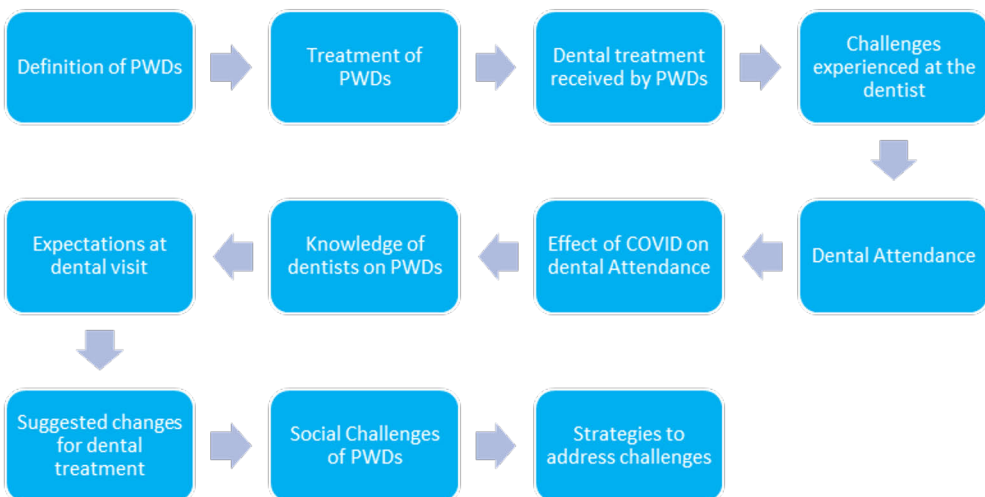 Definition of PWDs
Treatment of
PWDs
Dental treatment
received by PWDs
Challenges
experienced at the
dentist
Dental Attendance
Effect of COVID on
dental Attendance
Knowledge of
dentists on PWDs
Expectations at
dental visit
Suggested changes
for dental
treatment
Social Challenges
of PWDs
Strategies to
address challenges